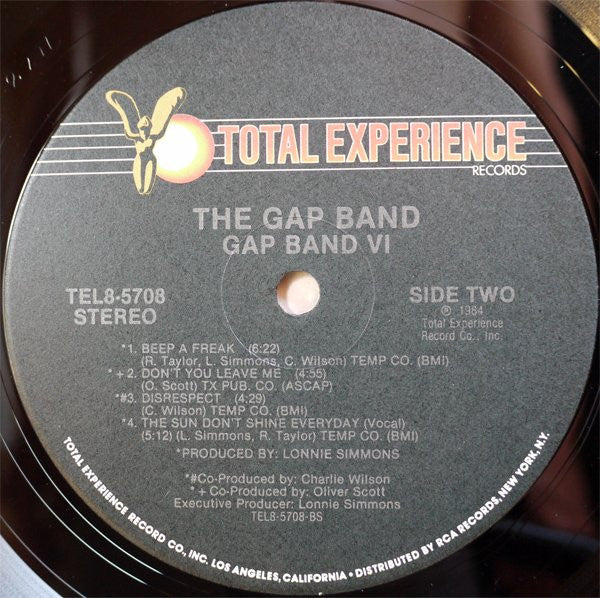 TOTAL EXPERIENCE
RECORDS
THE GAP BAND
GAP BAND VI
TEL8-5708
STEREO
SIDE TWO
℗ 1984
Total Experience
Record Co., Inc.
*1. BEEP A FREAK (6:22)
(R. Taylor, L. Simmons, C. Wilson) TEMP CO. (BMI)
*+2. DON'T YOU LEAVE ME (4:55)
(O. Scott) TX PUB. CO. (ASCAP)
*#3. DISRESPECT (4:29)
(C. Wilson) TEMP CO. (BMI)
*4. THE SUN DON'T SHINE EVERYDAY (Vocal)
(5:12) (L. Simmons, R. Taylor) TEMP CO. (BMI)
*PRODUCED BY: LONNIE SIMMONS
*#Co-Produced by: Charlie Wilson
*+Co-Produced by: Oliver Scott
Executive Producer: Lonnie Simmons
TEL8-5708-BS
TOTAL EXPERIENCE RECORD CO., INC. LOS ANGELES, CALIFORNIA • DISTRIBUTED BY RCA RECORDS, NEW YORK, N.Y.